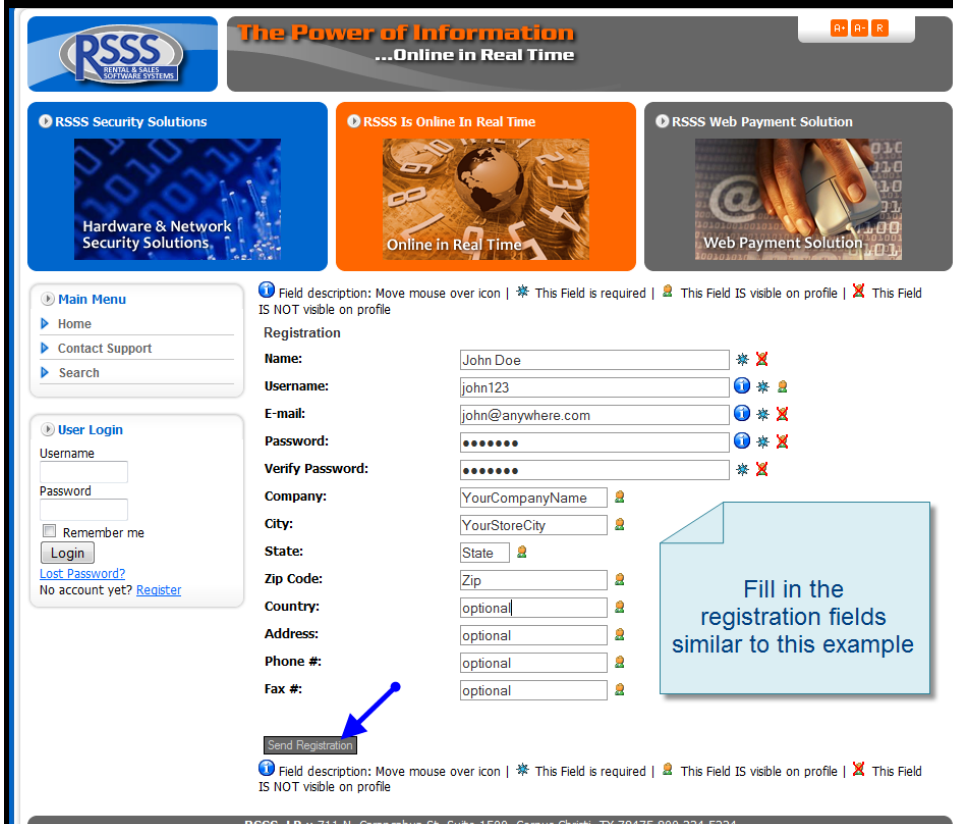 RSSS
RENTAL & SALES
SOFTWARE SYSTEMS
The Power of Information
...Online in Real Time
A+ A- R
RSSS Security Solutions
Hardware & Network
Security Solutions
RSSS Is Online In Real Time
Online in Real Time
RSSS Web Payment Solution
Web Payment Solution
Main Menu
Home
Contact Support
Search
User Login
Username
Password
Remember me
Login
Lost Password?
No account yet? Register
Field description: Move mouse over icon | This Field is required | This Field IS visible on profile | This Field
IS NOT visible on profile
Registration
Name: John Doe
Username: john123
E-mail: john@anywhere.com
Password: •••••••
Verify Password: •••••••
Company: YourCompanyName
City: YourStoreCity
State: State
Zip Code: Zip
Country: optional
Address: optional
Phone #: optional
Fax #: optional
Send Registration
Fill in the
registration fields
similar to this example
Field description: Move mouse over icon | This Field is required | This Field IS visible on profile | This Field
IS NOT visible on profile